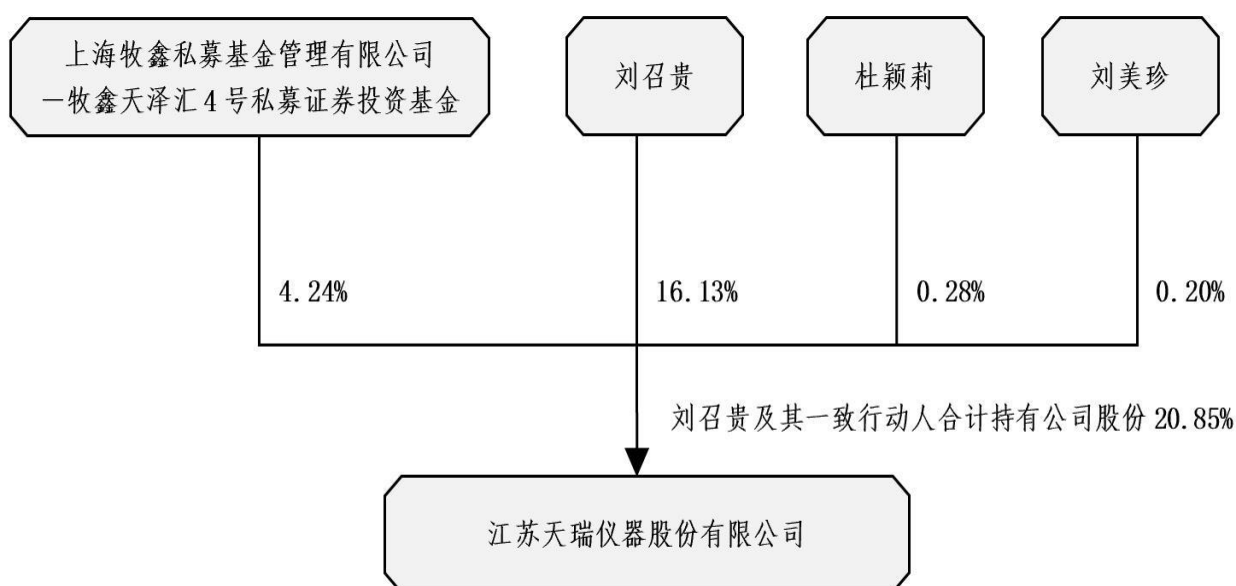 上海牧鑫私募基金管理有限公司
—牧鑫天泽汇4号私募证券投资基金
刘召贵
杜颖莉
刘美珍
4.24%
16.13%
0.28%
0.20%
刘召贵及其一致行动人合计持有公司股份 20.85%
江苏天瑞仪器股份有限公司